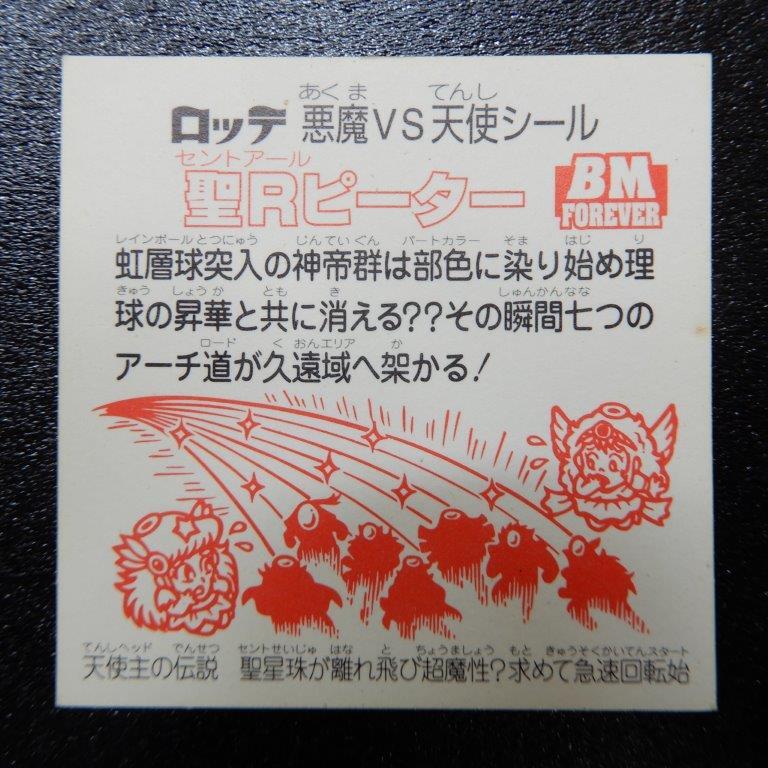 あくま てんし
ロッテ 悪魔VS天使シール
セントアール
聖Rピーター
BM
FOREVER
レインボールとつにゅう じんていぐん パートカラー そま はじ り
虹層球突入の神帝群は部色に染り始め理
きゅう しょうか とも き しゅんかんなな
球の昇華と共に消える??その瞬間七つの
ロード くおんエリア か
アーチ道が久遠域へ架かる!
てんしヘッド でんせつ セントせいじゅ はな と ちょうましょう もと きゅうそくかいてんスタート
天使主の伝説 聖星珠が離れ飛び超魔性?求めて急速回転始